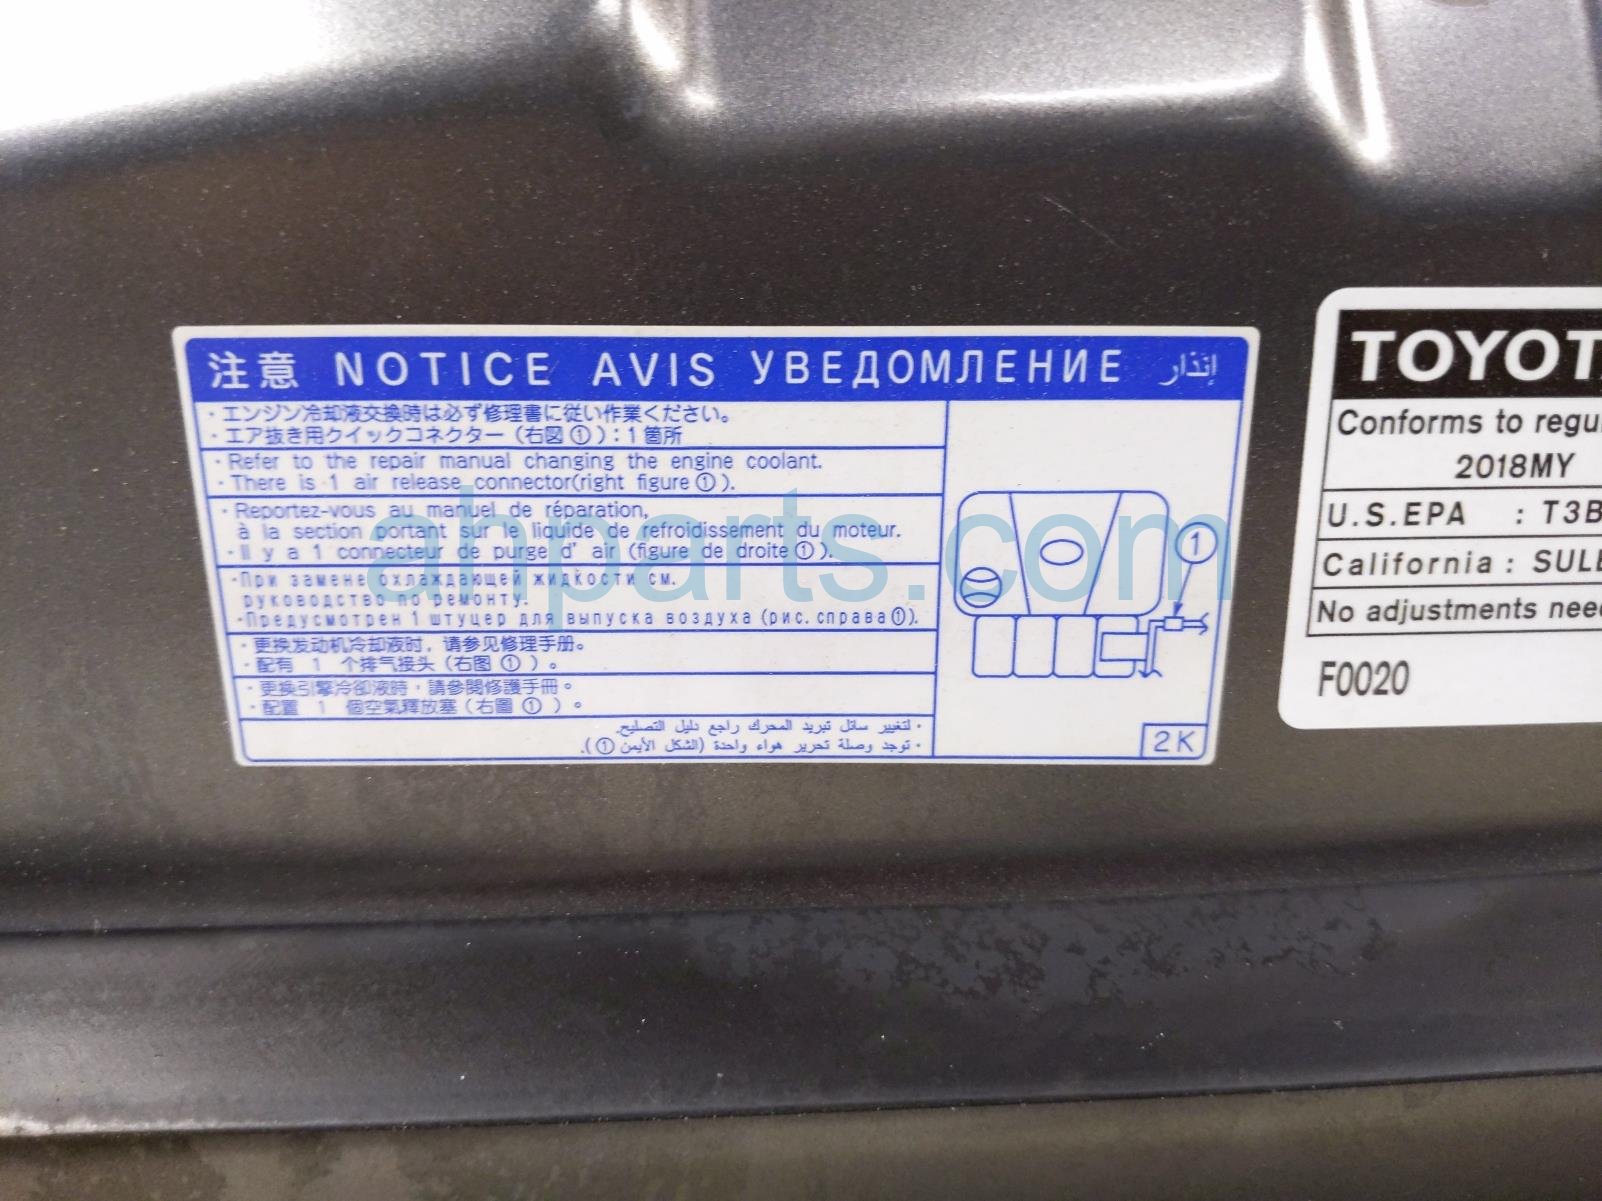 注意 NOTICE AVIS УВЕДОМЛЕНИЕ إنذار
・エンジン冷却液交換時は必ず修理書に従い作業ください。
・エア抜き用クイックコネクター（右図①）：1箇所
・Refer to the repair manual changing the engine coolant.
・There is 1 air release connector(right figure①).
・Reportez-vous au manuel de réparation,
à la section portant sur le liquide de refroidissement du moteur.
・Il y a 1 connecteur de purge d' air (figure de droite①).
・При замене охлаждающей жидкости см.
руководство по ремонту.
・Предусмотрен 1 штуцер для выпуска воздуха (рис. справа①).
・更换发动机冷却液时，请参见修理手册。
・配有 1 个排气接头（右图①）。
・更換引擎冷卻液時，請參閱修護手冊。
・配置 1 個空氣釋放塞（右圖①）。
・لتغيير سائل تبريد المحرك راجع دليل التصليح.
・توجد وصلة تحرير هواء واحدة (الشكل الأيمن ①).
1
2K
TOYOT
Conforms to regu
2018MY
U.S.EPA : T3B
California : SULE
No adjustments nee
F0020
ahparts.com